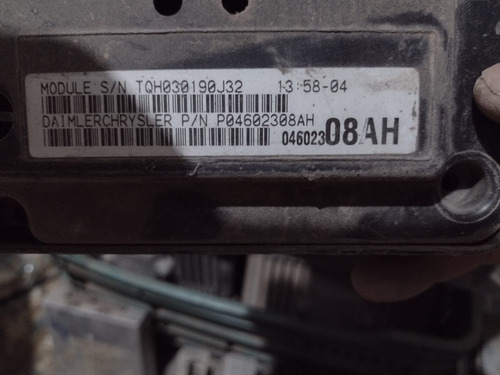 MODULE S/N TQH030190J32 13:58-04
DAIMLERCHRYSLER P/N P04602308AH
04602308AH